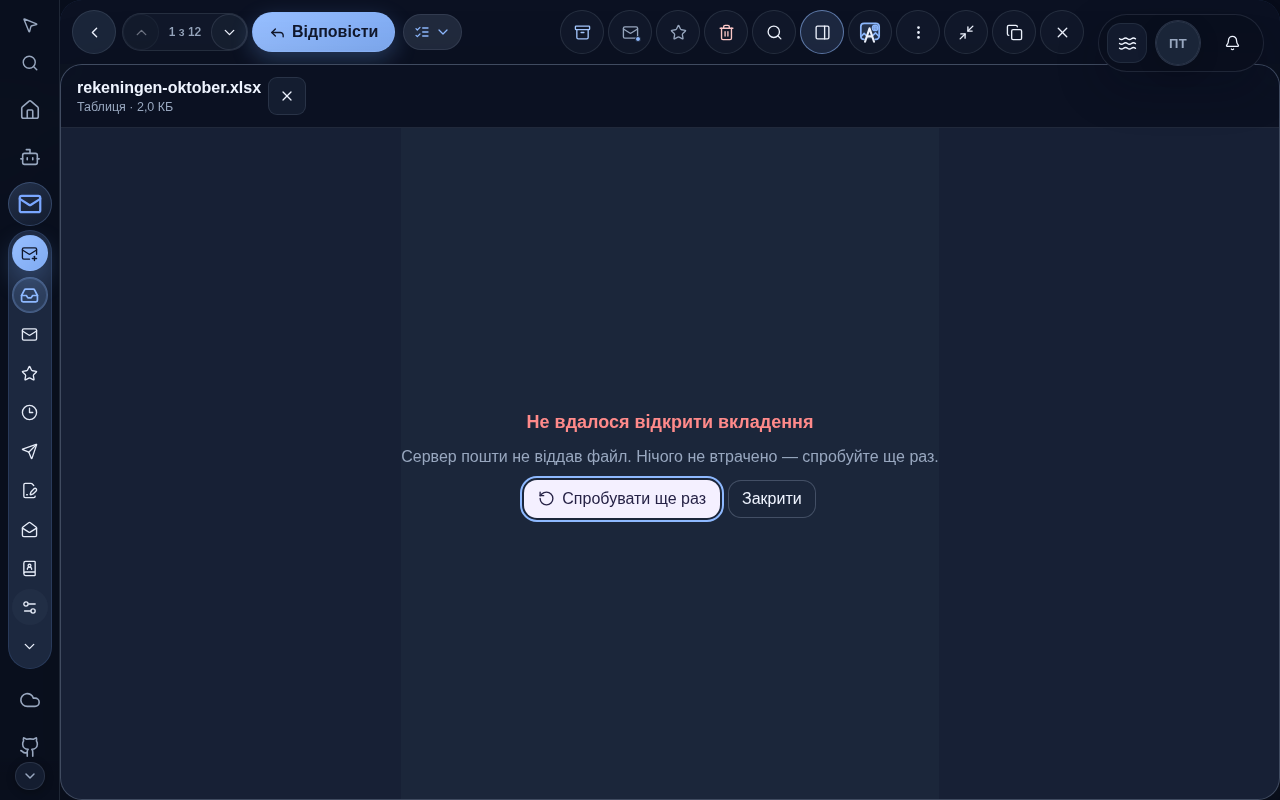 1 з 12
Відповісти
ПТ
rekeningen-oktober.xlsx
Таблиця · 2,0 КБ
Не вдалося відкрити вкладення
Сервер пошти не віддав файл. Нічого не втрачено — спробуйте ще раз.
Спробувати ще раз
Закрити